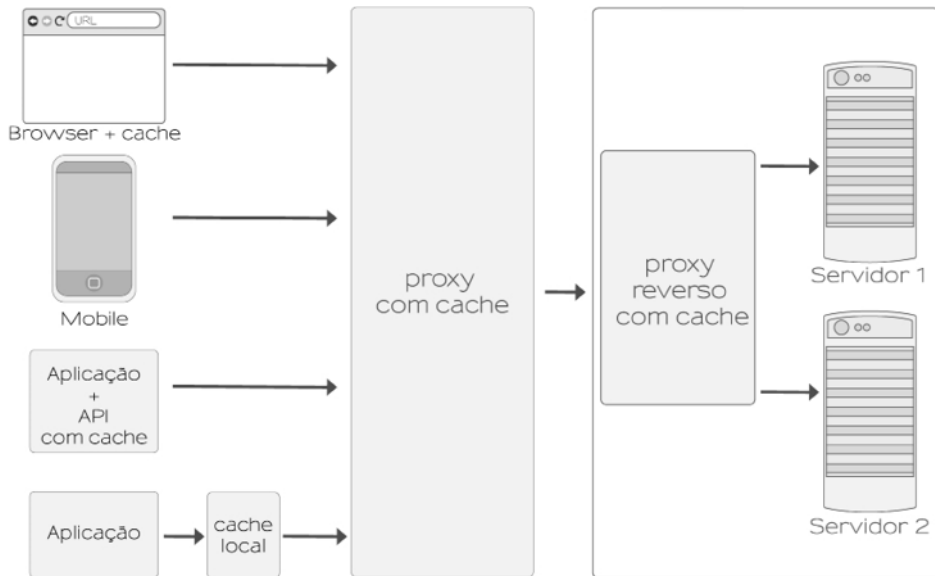 URL
Browser + cache
Mobile
Aplicação
+
API
com cache
Aplicação
cache
local
proxy
com cache
proxy
reverso
com cache
Servidor 1
Servidor 2